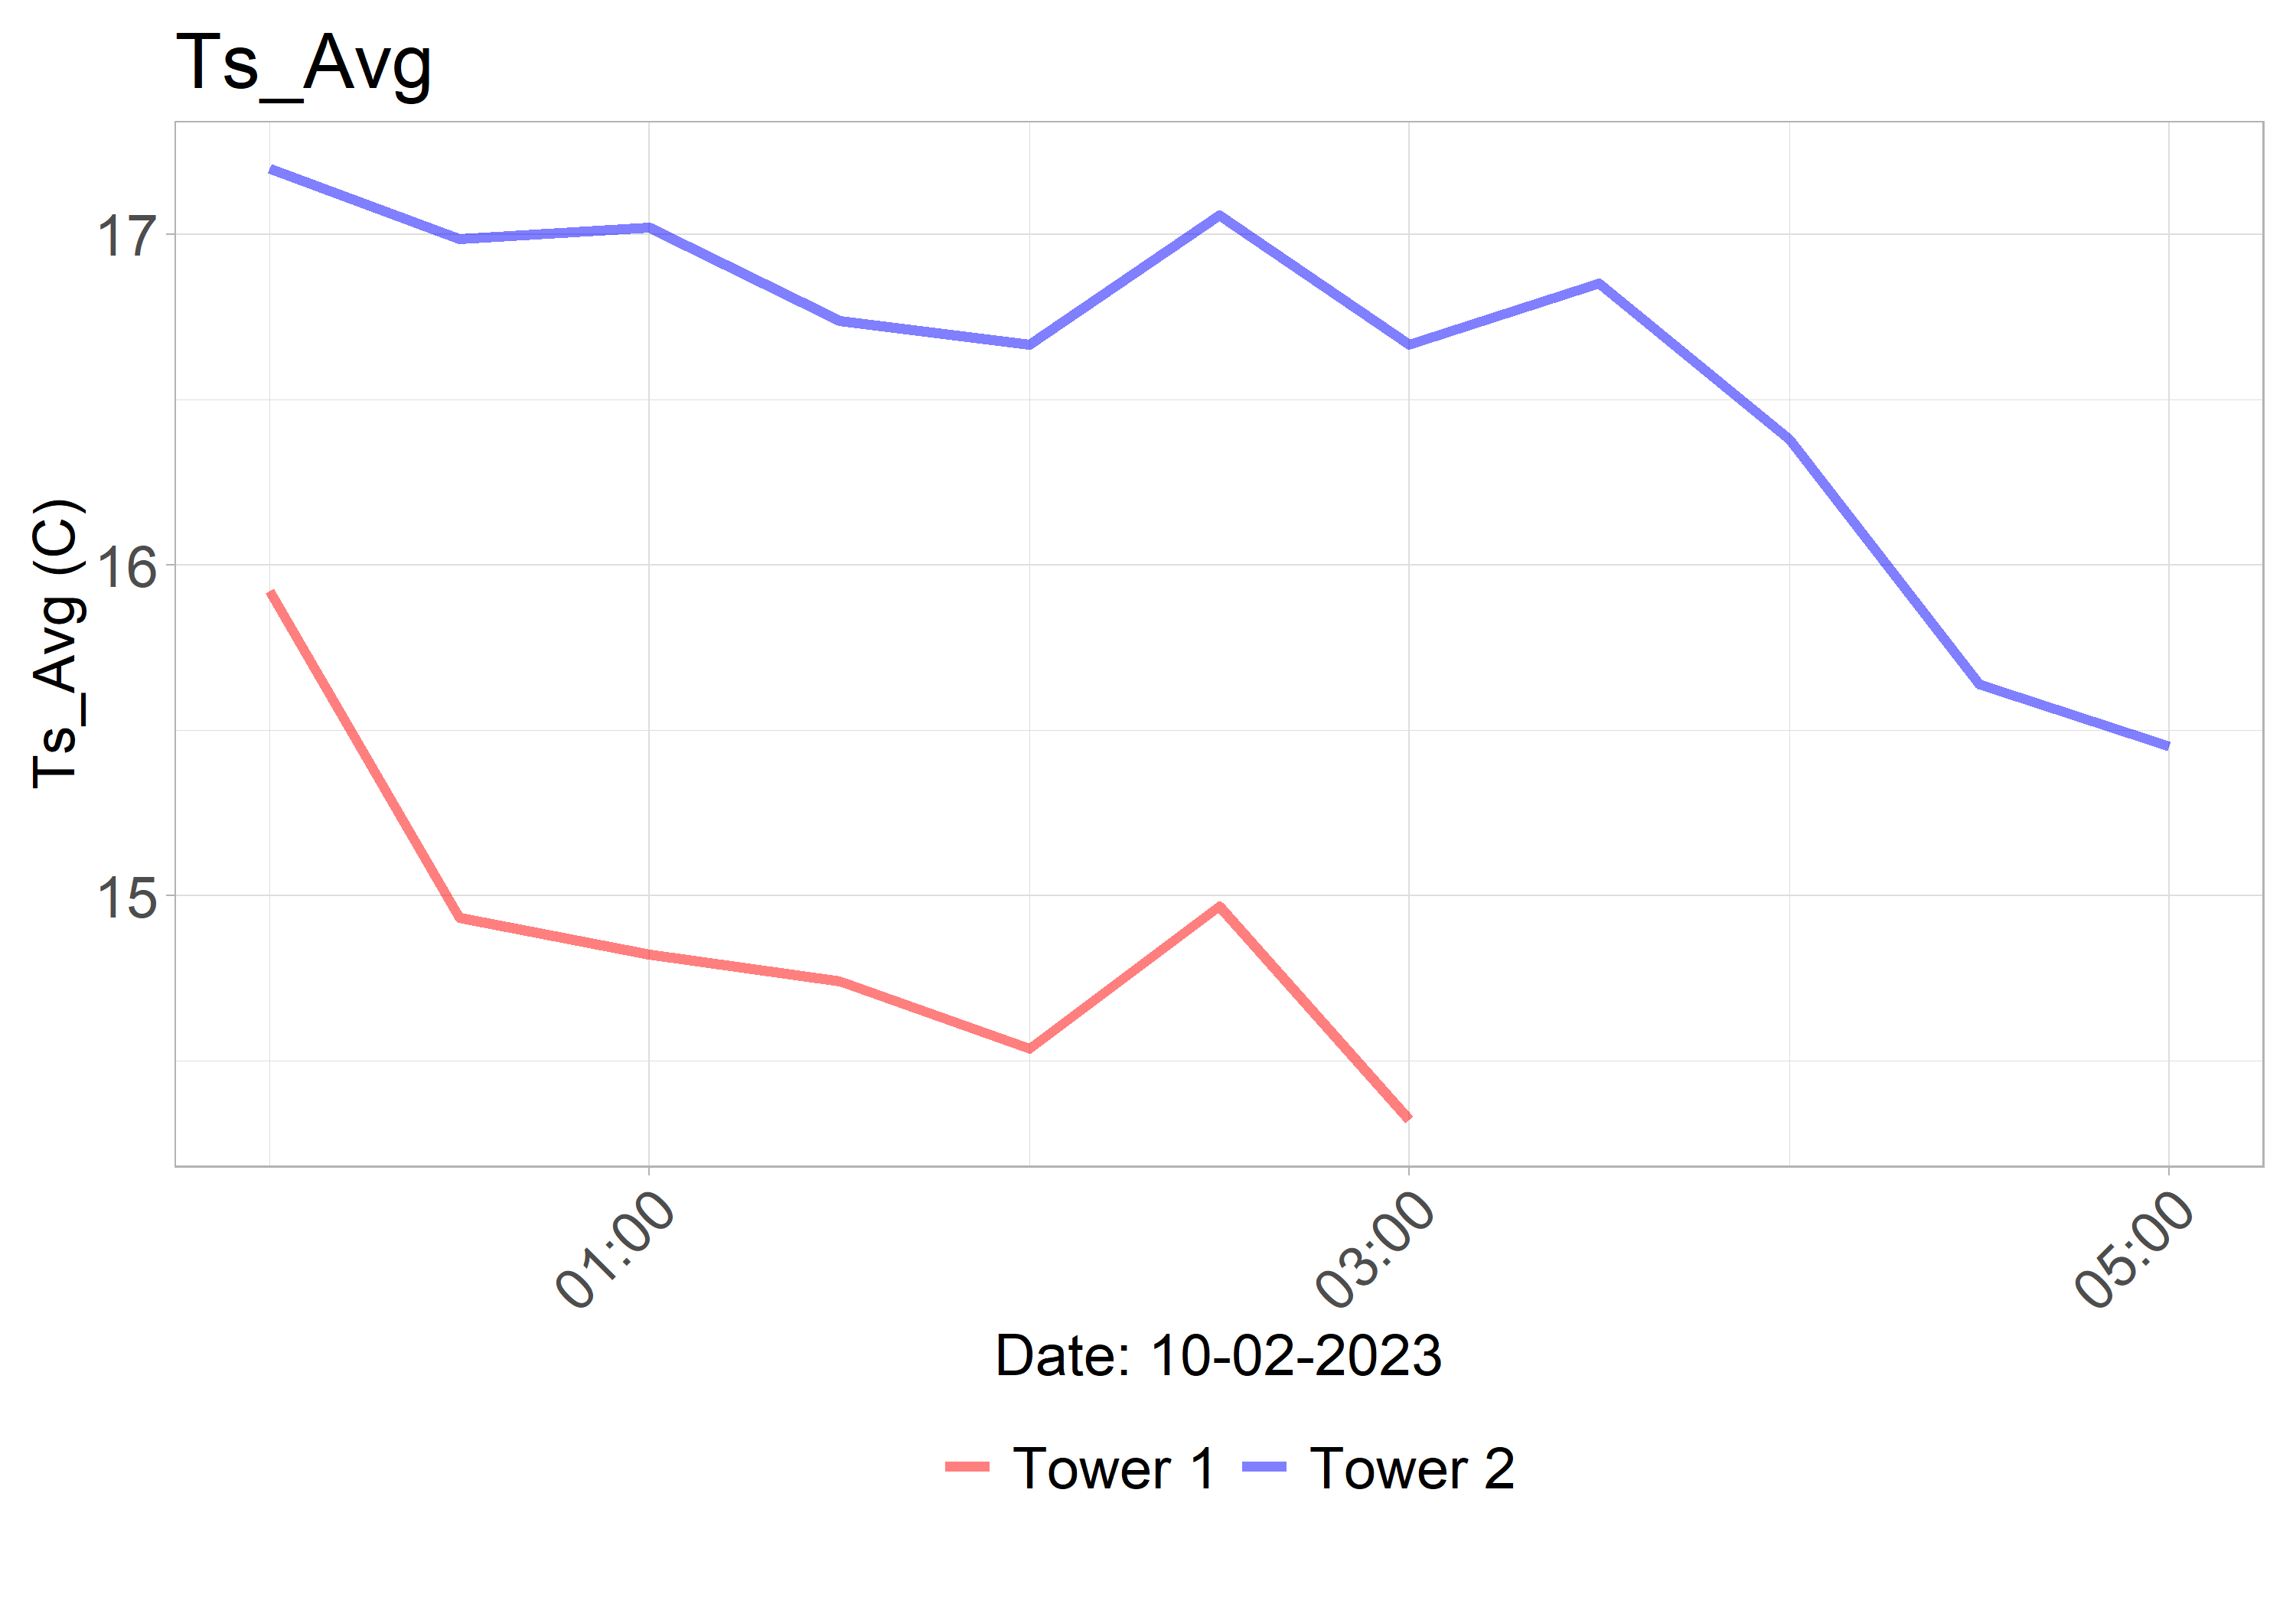 Ts_Avg
Ts_Avg (C)
17
16
15
01:00
03:00
05:00
Date: 10-02-2023
Tower 1
Tower 2